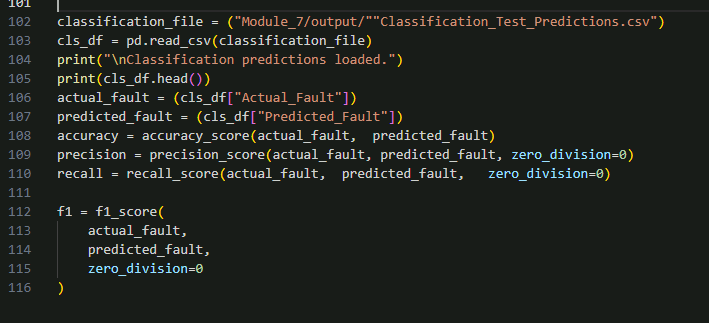 101
102 classification_file = ("Module_7/output/""Classification_Test_Predictions.csv")
103 cls_df = pd.read_csv(classification_file)
104 print("\nClassification predictions loaded.")
105 print(cls_df.head())
106 actual_fault = (cls_df["Actual_Fault"])
107 predicted_fault = (cls_df["Predicted_Fault"])
108 accuracy = accuracy_score(actual_fault,  predicted_fault)
109 precision = precision_score(actual_fault, predicted_fault, zero_division=0)
110 recall = recall_score(actual_fault,  predicted_fault,   zero_division=0)
111
112 f1 = f1_score(
113     actual_fault,
114     predicted_fault,
115     zero_division=0
116 )